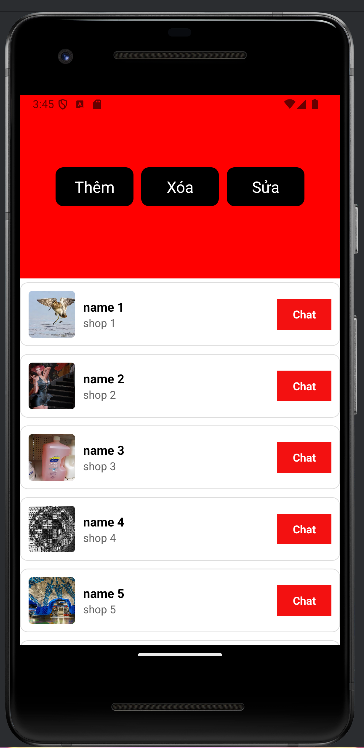 3:45
Thêm Xóa Sửa
name 1
shop 1
Chat
name 2
shop 2
Chat
name 3
shop 3
Chat
name 4
shop 4
Chat
name 5
shop 5
Chat